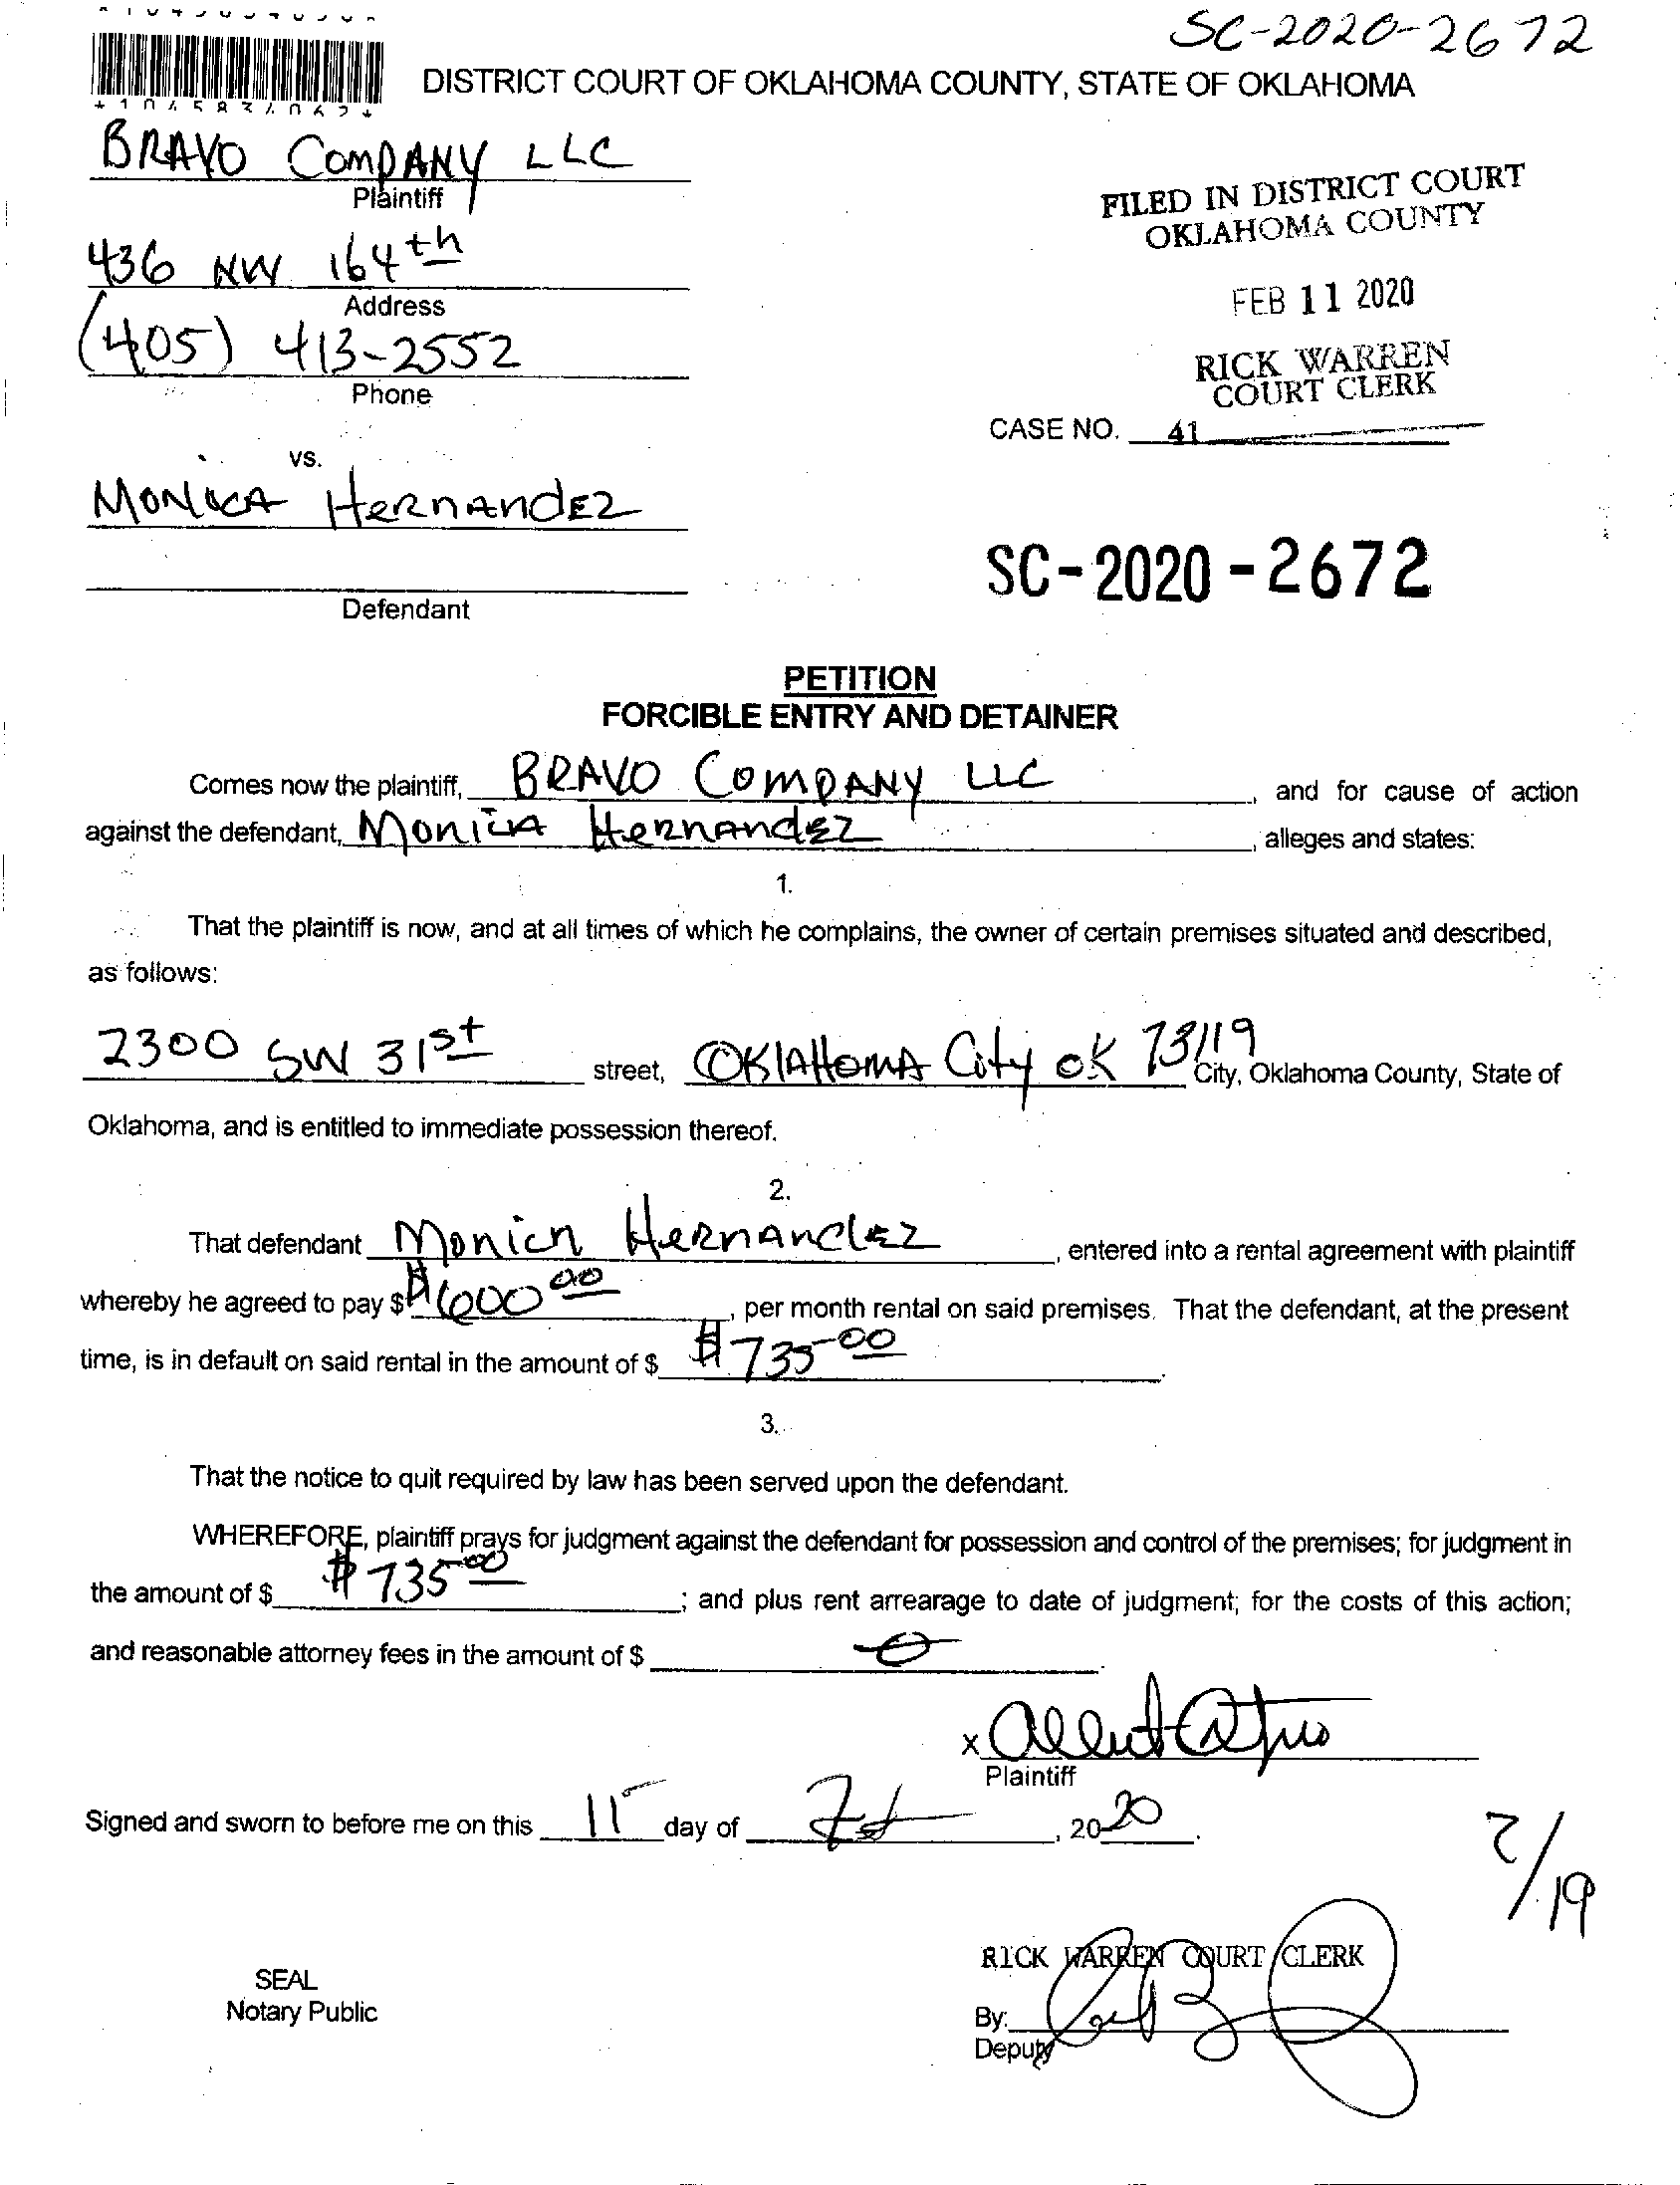 SC-2020-2672
DISTRICT COURT OF OKLAHOMA COUNTY, STATE OF OKLAHOMA
BRAVO COMPANY LLC
Plaintiff
FILED IN DISTRICT COURT
OKLAHOMA COUNTY
436 NW 164th
Address
FEB 11 2020
(405) 413-2552
Phone
RICK WARREN
COURT CLERK
CASE NO. 41
vs.
MONICA HERNANDEZ
SC-2020-2672
Defendant
PETITION
FORCIBLE ENTRY AND DETAINER
Comes now the plaintiff, BRAVO COMPANY LLC, and for cause of action
against the defendant, MONICA HERNANDEZ, alleges and states:
1.
That the plaintiff is now, and at all times of which he complains, the owner of certain premises situated and described,
as follows:
2300 SW 31st street, OKLAHOMA City OK 73119 City, Oklahoma County, State of
Oklahoma, and is entitled to immediate possession thereof.
2.
That defendant Monica Hernandez, entered into a rental agreement with plaintiff
whereby he agreed to pay $ $600 00, per month rental on said premises. That the defendant, at the present
time, is in default on said rental in the amount of $ $735 00.
3.
That the notice to quit required by law has been served upon the defendant.
WHEREFORE, plaintiff prays for judgment against the defendant for possession and control of the premises; for judgment in
the amount of $ $735 00; and plus rent arrearage to date of judgment; for the costs of this action;
and reasonable attorney fees in the amount of $ 0.
x
Plaintiff
Signed and sworn to before me on this 11 day of Feb, 2020.
2/19
RICK WARREN COURT CLERK
SEAL
Notary Public
By:
Deputy